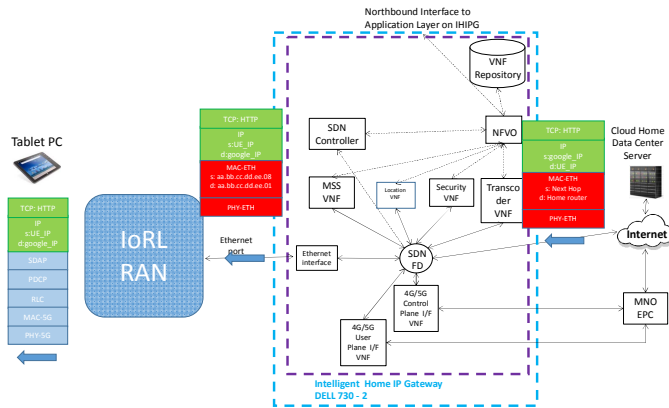 Northbound Interface to
Application Layer on IHIPG
VNF
Repository
TCP: HTTP
IP
s:UE_IP
d:google_IP
MAC-ETH
s: aa.bb.cc.dd.ee.08
d: aa.bb.cc.dd.ee.01
PHY-ETH
SDN
Controller
NFVO
TCP: HTTP
IP
s:google_IP
d:UE_IP
MAC-ETH
s: Next Hop
d: Home router
PHY-ETH
Cloud Home
Data Center
Server
Tablet PC
TCP: HTTP
IP
s:UE_IP
d:google_IP
SDAP
PDCP
RLC
MAC-5G
PHY-5G
IoRL
RAN
Ethernet
port
MSS
VNF
Location
VNF
Security
VNF
Transco
der VNF
Ethernet
interface
SDN
FD
Internet
4G/5G
Control
Plane I/F
VNF
4G/5G
User
Plane I/F
VNF
MNO
EPC
Intelligent Home IP Gateway
DELL 730 - 2